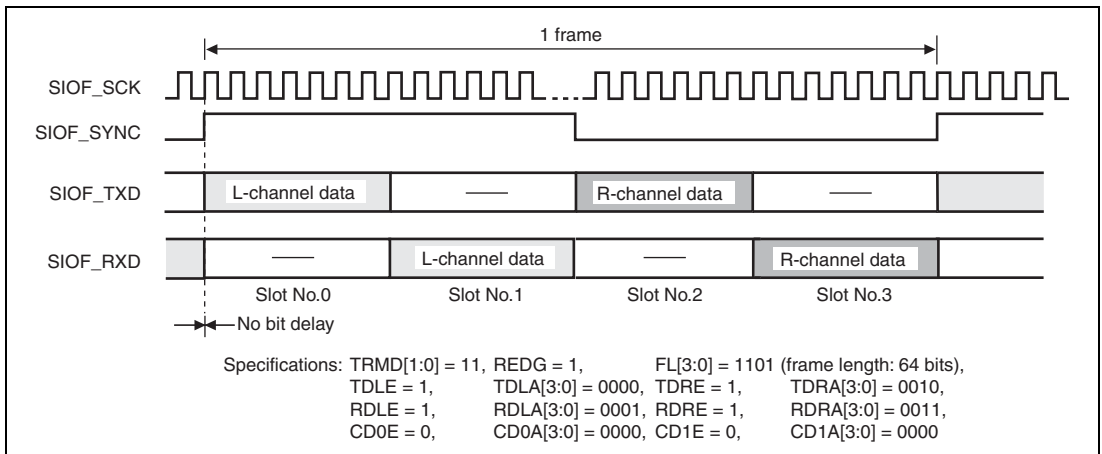 1 frame
SIOF_SCK
SIOF_SYNC
SIOF_TXD L-channel data — R-channel data —
SIOF_RXD — L-channel data — R-channel data
Slot No.0 Slot No.1 Slot No.2 Slot No.3
No bit delay
Specifications: TRMD[1:0] = 11, REDG = 1, FL[3:0] = 1101 (frame length: 64 bits),
TDLE = 1, TDLA[3:0] = 0000, TDRE = 1, TDRA[3:0] = 0010,
RDLE = 1, RDLA[3:0] = 0001, RDRE = 1, RDRA[3:0] = 0011,
CD0E = 0, CD0A[3:0] = 0000, CD1E = 0, CD1A[3:0] = 0000